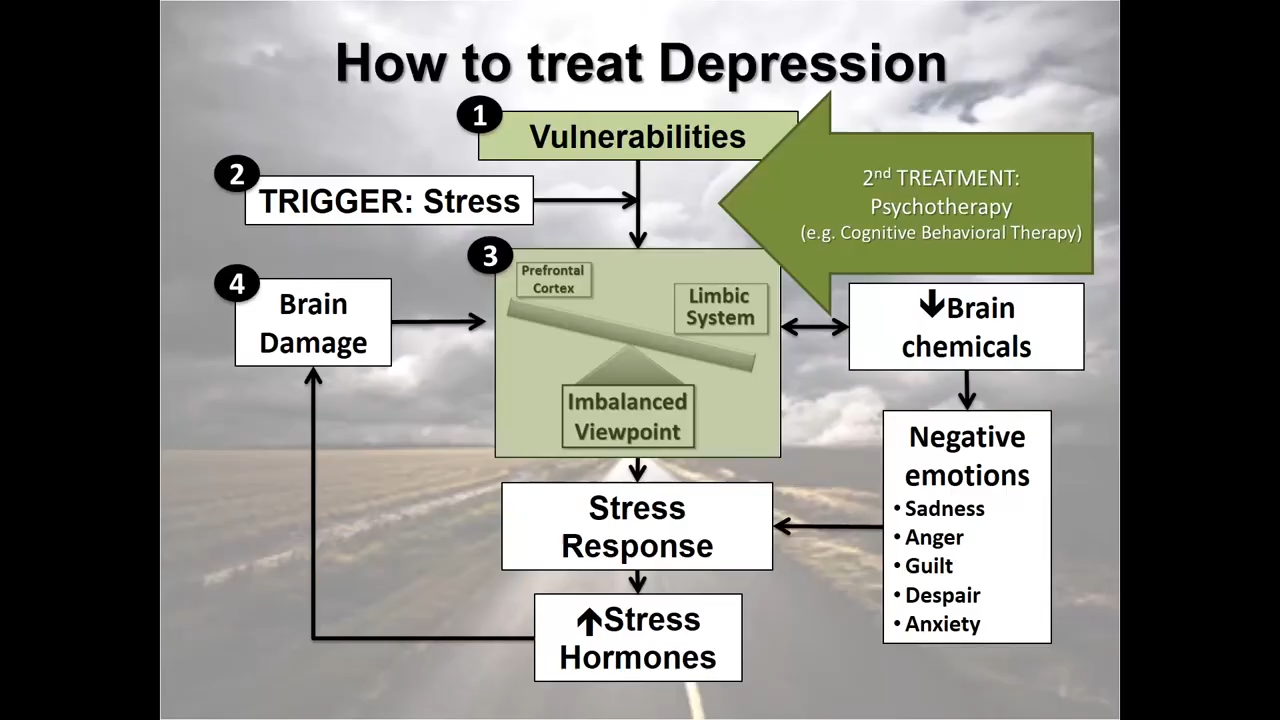 How to treat Depression
1
Vulnerabilities
2
TRIGGER: Stress
2nd TREATMENT:
Psychotherapy
(e.g. Cognitive Behavioral Therapy)
3
Prefrontal
Cortex
Limbic
System
Imbalanced
Viewpoint
4
Brain
Damage
Brain
chemicals
Negative
emotions
• Sadness
• Anger
• Guilt
• Despair
• Anxiety
Stress
Response
Stress
Hormones